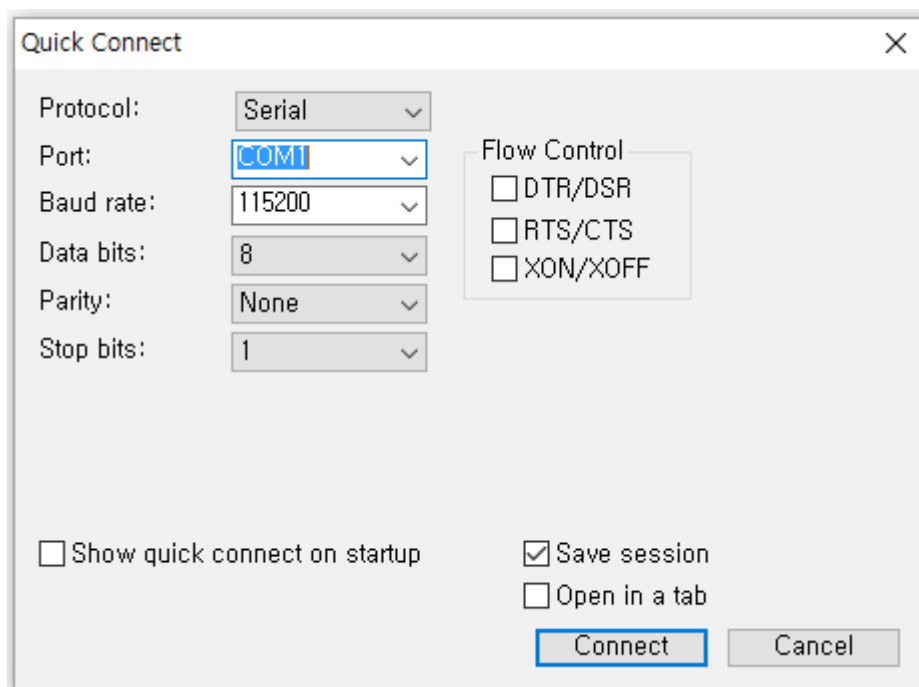 Quick Connect
Protocol: Serial
Port: COM1
Baud rate: 115200
Data bits: 8
Parity: None
Stop bits: 1
Flow Control
DTR/DSR
RTS/CTS
XON/XOFF
Show quick connect on startup
Save session
Open in a tab
Connect
Cancel